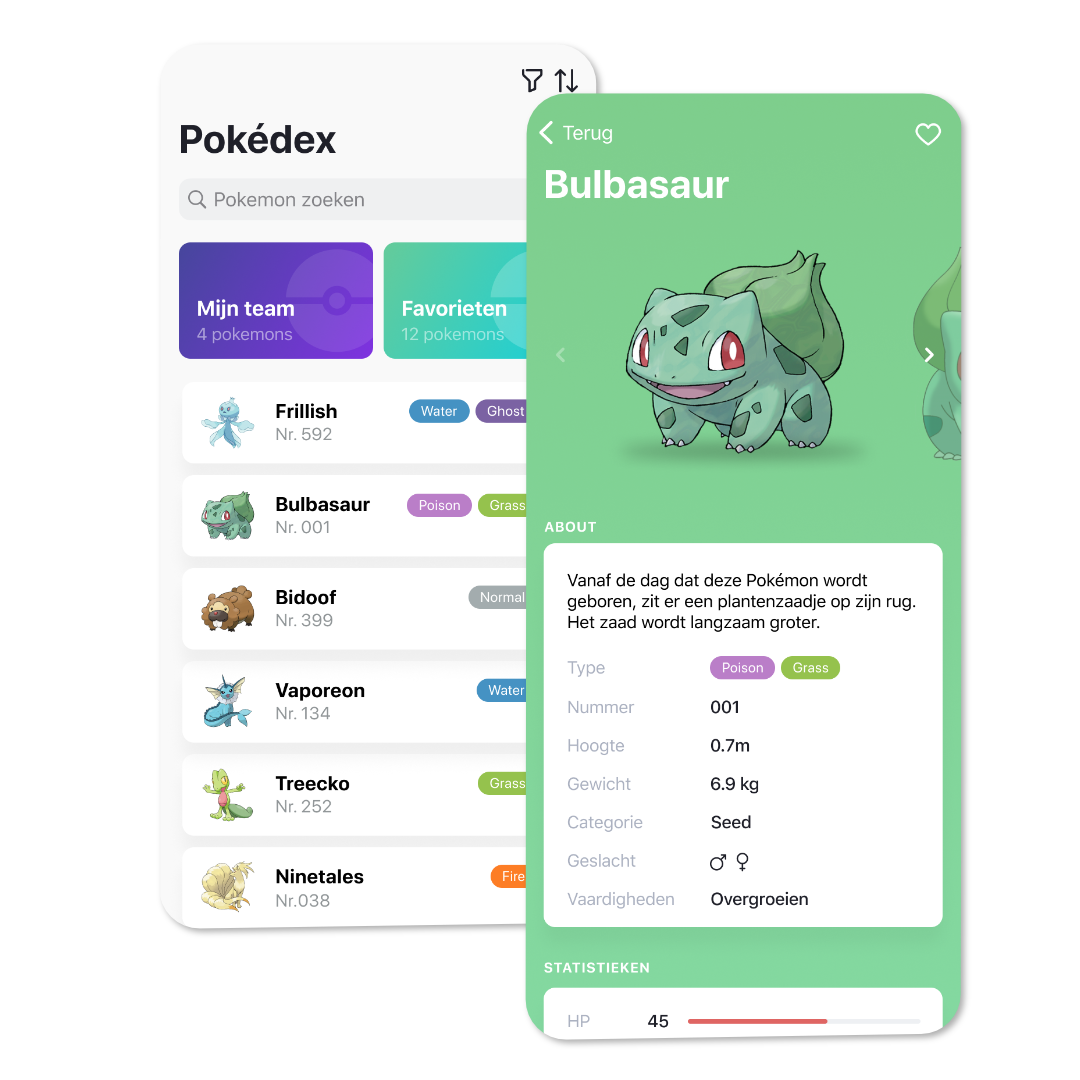 Pokédex
Pokemon zoeken
Mijn team
4 pokemons
Favorieten
12 pokemons
Frillish
Nr. 592
Water
Ghost
Bulbasaur
Nr. 001
Poison
Grass
Bidoof
Nr. 399
Normal
Vaporeon
Nr. 134
Water
Treecko
Nr. 252
Grass
Ninetales
Nr.038
Fire
Terug
Bulbasaur
ABOUT
Vanaf de dag dat deze Pokémon wordt
geboren, zit er een plantenzaadje op zijn rug.
Het zaad wordt langzaam groter.
Type Poison Grass
Nummer 001
Hoogte 0.7m
Gewicht 6.9 kg
Categorie Seed
Geslacht ♂ ♀
Vaardigheden Overgroeien
STATISTIEKEN
HP 45